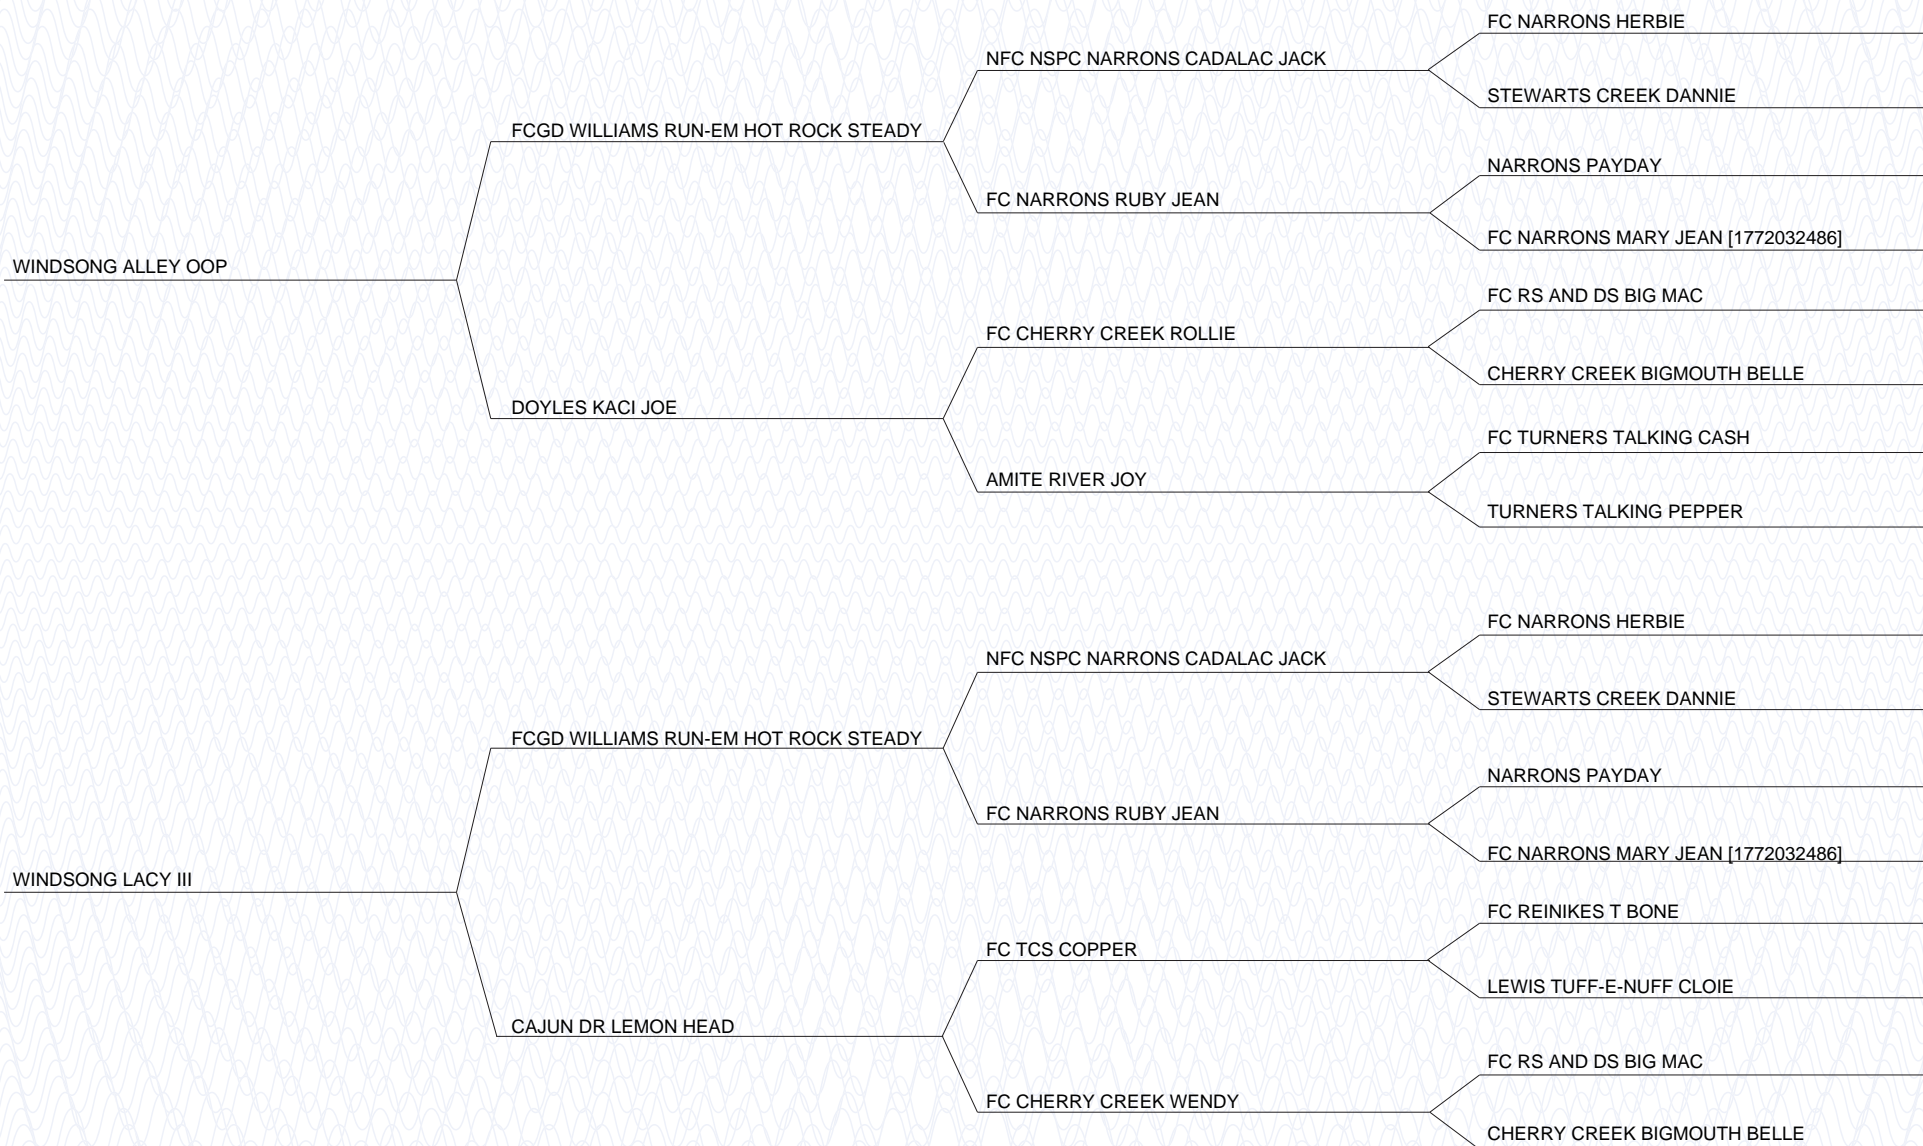 FC NARRONS HERBIE
NFC NSPC NARRONS CADALAC JACK
STEWARTS CREEK DANNIE
FCGD WILLIAMS RUN-EM HOT ROCK STEADY
NARRONS PAYDAY
FC NARRONS RUBY JEAN
FC NARRONS MARY JEAN [1772032486]
WINDSONG ALLEY OOP
FC RS AND DS BIG MAC
FC CHERRY CREEK ROLLIE
CHERRY CREEK BIGMOUTH BELLE
DOYLES KACI JOE
FC TURNERS TALKING CASH
AMITE RIVER JOY
TURNERS TALKING PEPPER
FC NARRONS HERBIE
NFC NSPC NARRONS CADALAC JACK
STEWARTS CREEK DANNIE
FCGD WILLIAMS RUN-EM HOT ROCK STEADY
NARRONS PAYDAY
FC NARRONS RUBY JEAN
FC NARRONS MARY JEAN [1772032486]
WINDSONG LACY III
FC REINIKES T BONE
FC TCS COPPER
LEWIS TUFF-E-NUFF CLOIE
CAJUN DR LEMON HEAD
FC RS AND DS BIG MAC
FC CHERRY CREEK WENDY
CHERRY CREEK BIGMOUTH BELLE